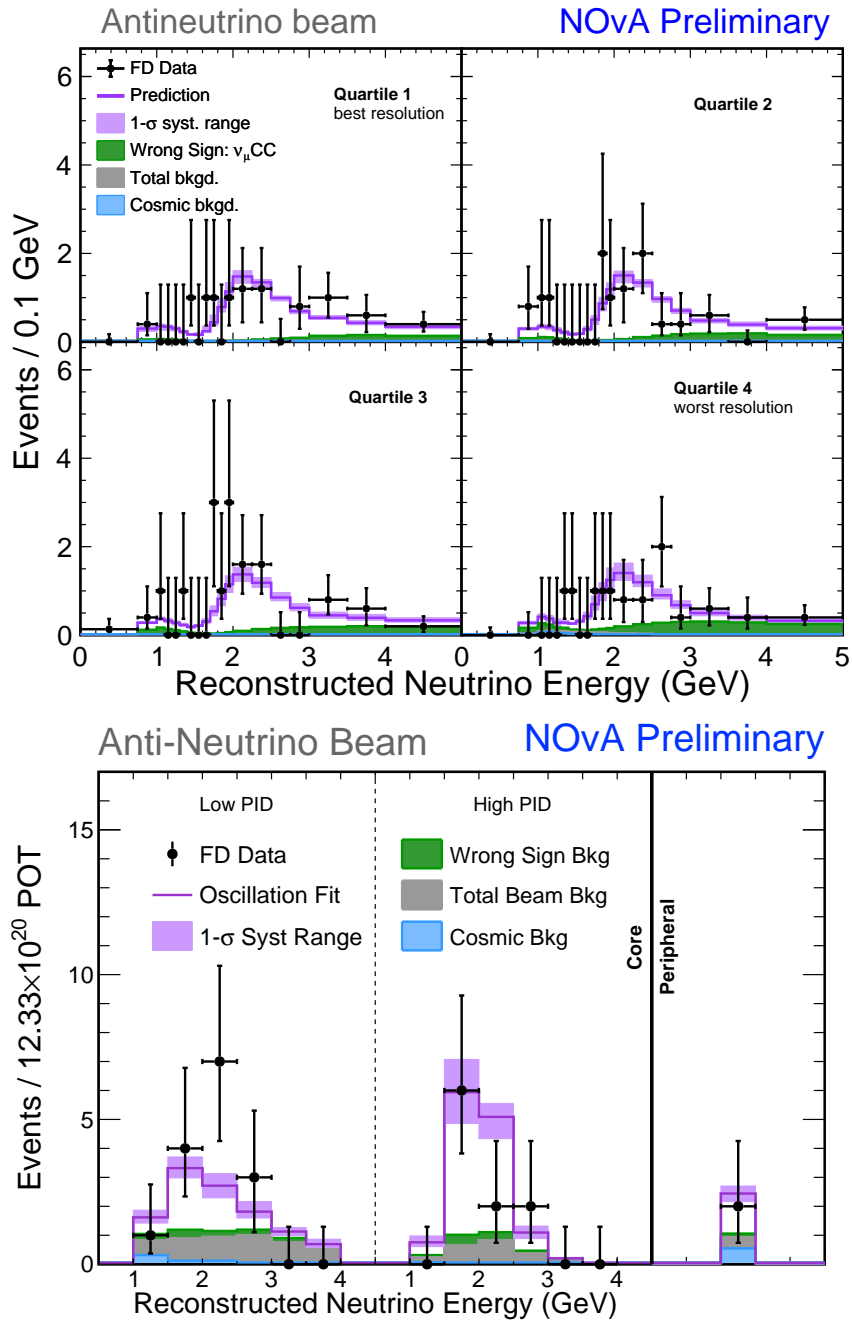 Antineutrino beam NOvA Preliminary
6
4
2
0
FD Data
Prediction
1-σ syst. range
Wrong Sign: νμCC
Total bkgd.
Cosmic bkgd.
Quartile 1
best resolution
Quartile 2
Events / 0.1 GeV
6
4
2
0
Quartile 3
Quartile 4
worst resolution
0 1 2 3 4 0 1 2 3 4 5
Reconstructed Neutrino Energy (GeV)
Anti-Neutrino Beam NOvA Preliminary
Events / 12.33×10²⁰ POT
15
10
5
0
Low PID
FD Data
Oscillation Fit
1-σ Syst Range
High PID
Wrong Sign Bkg
Total Beam Bkg
Cosmic Bkg
Core
Peripheral
1 2 3 4 1 2 3 4
Reconstructed Neutrino Energy (GeV)